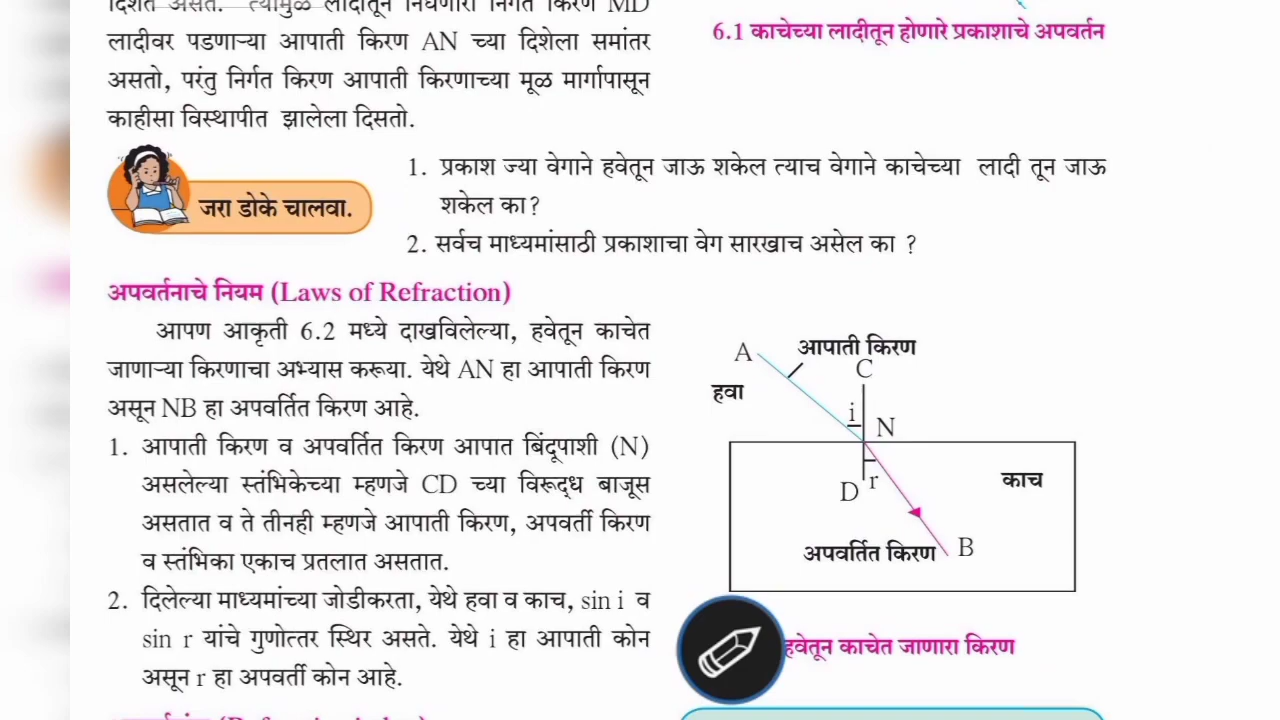 दिशेत असते. त्यामुळे लादीतून निघणारा निर्गत किरण MD
लादीवर पडणाऱ्या आपाती किरण AN च्या दिशेला समांतर
असतो, परंतु निर्गत किरण आपाती किरणाच्या मूळ मार्गापासून
काहीसा विस्थापीत झालेला दिसतो.
6.1 काचेच्या लादीतून होणारे प्रकाशाचे अपवर्तन
जरा डोके चालवा.
1. प्रकाश ज्या वेगाने हवेतून जाऊ शकेल त्याच वेगाने काचेच्या लादी तून जाऊ
शकेल का?
2. सर्वच माध्यमांसाठी प्रकाशाचा वेग सारखाच असेल का ?
अपवर्तनाचे नियम (Laws of Refraction)
आपण आकृती 6.2 मध्ये दाखविलेल्या, हवेतून काचेत
जाणाऱ्या किरणाचा अभ्यास करूया. येथे AN हा आपाती किरण
असून NB हा अपवर्तित किरण आहे.
1. आपाती किरण व अपवर्तित किरण आपात बिंदूपाशी (N)
असलेल्या स्तंभिकेच्या म्हणजे CD च्या विरूद्ध बाजूस
असतात व ते तीनही म्हणजे आपाती किरण, अपवर्ती किरण
व स्तंभिका एकाच प्रतलात असतात.
2. दिलेल्या माध्यमांच्या जोडीकरता, येथे हवा व काच, sin i व
sin r यांचे गुणोत्तर स्थिर असते. येथे i हा आपाती कोन
असून r हा अपवर्ती कोन आहे.
A
आपाती किरण
C
हवा
i
N
D
r
काच
अपवर्तित किरण
B
हवेतून काचेत जाणारा किरण